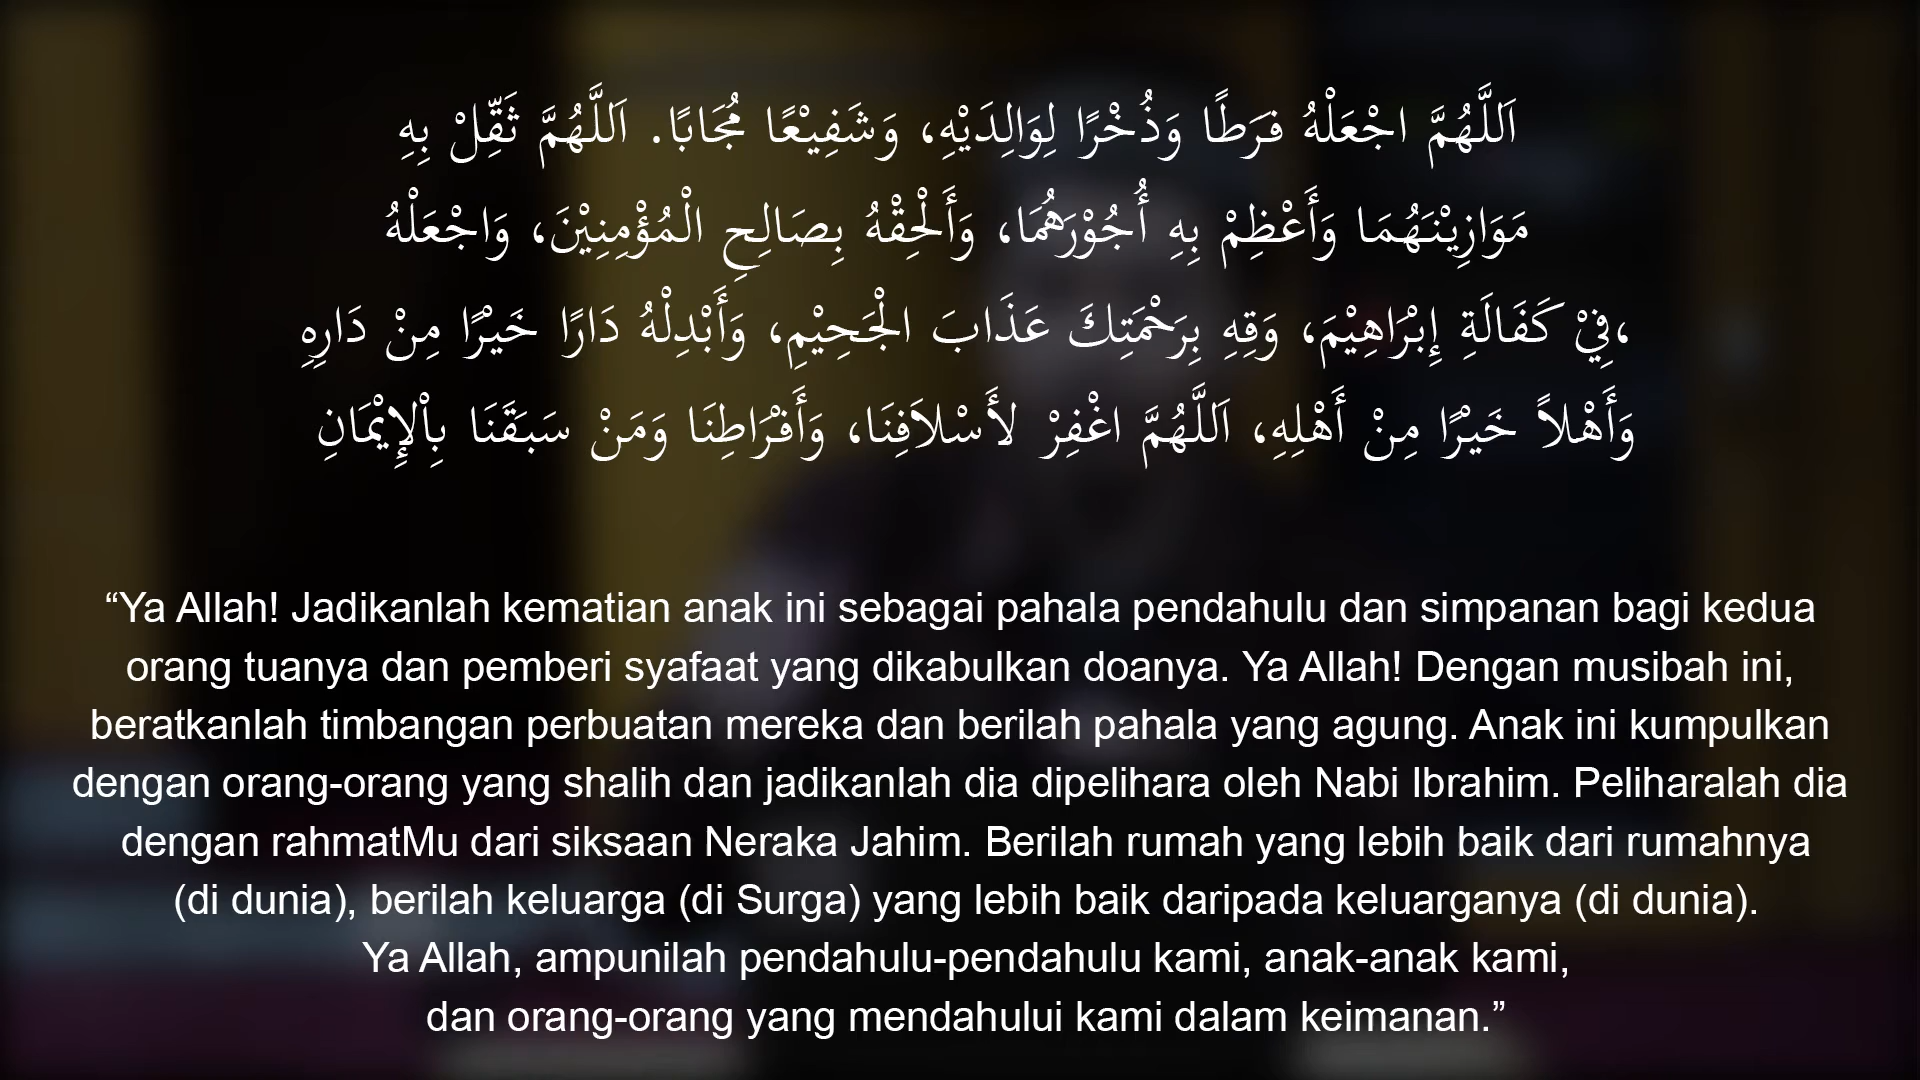 اَللَّهُمَّ اجْعَلْهُ فَرَطًا وَذُخْرًا لِوَالِدَيْهِ، وَشَفِيْعًا مُجَابًا. اَللَّهُمَّ ثَقِّلْ بِهِ
مَوَازِيْنَهُمَا وَأَعْظِمْ بِهِ أُجُوْرَهُمَا، وَأَلْحِقْهُ بِصَالِحِ الْمُؤْمِنِيْنَ، وَاجْعَلْهُ
،فِيْ كَفَالَةِ إِبْرَاهِيْمَ، وَقِهِ بِرَحْمَتِكَ عَذَابَ الْجَحِيْمِ، وَأَبْدِلْهُ دَارًا خَيْرًا مِنْ دَارِهِ
وَأَهْلاً خَيْرًا مِنْ أَهْلِهِ، اَللَّهُمَّ اغْفِرْ لأَسْلاَفِنَا، وَأَفْرَاطِنَا وَمَنْ سَبَقَنَا بِاْلإِيْمَانِ
“Ya Allah! Jadikanlah kematian anak ini sebagai pahala pendahulu dan simpanan bagi kedua
orang tuanya dan pemberi syafaat yang dikabulkan doanya. Ya Allah! Dengan musibah ini,
beratkanlah timbangan perbuatan mereka dan berilah pahala yang agung. Anak ini kumpulkan
dengan orang-orang yang shalih dan jadikanlah dia dipelihara oleh Nabi Ibrahim. Peliharalah dia
dengan rahmatMu dari siksaan Neraka Jahim. Berilah rumah yang lebih baik dari rumahnya
(di dunia), berilah keluarga (di Surga) yang lebih baik daripada keluarganya (di dunia).
Ya Allah, ampunilah pendahulu-pendahulu kami, anak-anak kami,
dan orang-orang yang mendahului kami dalam keimanan.”